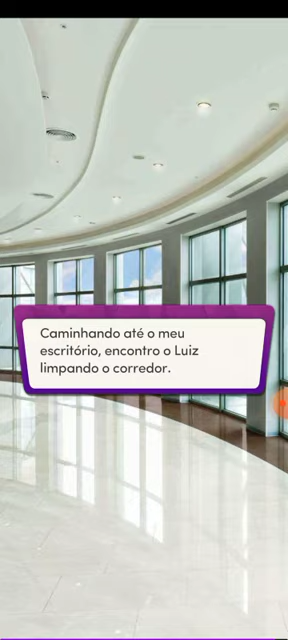 Caminhando até o meu
escritório, encontro o Luiz
limpando o corredor.